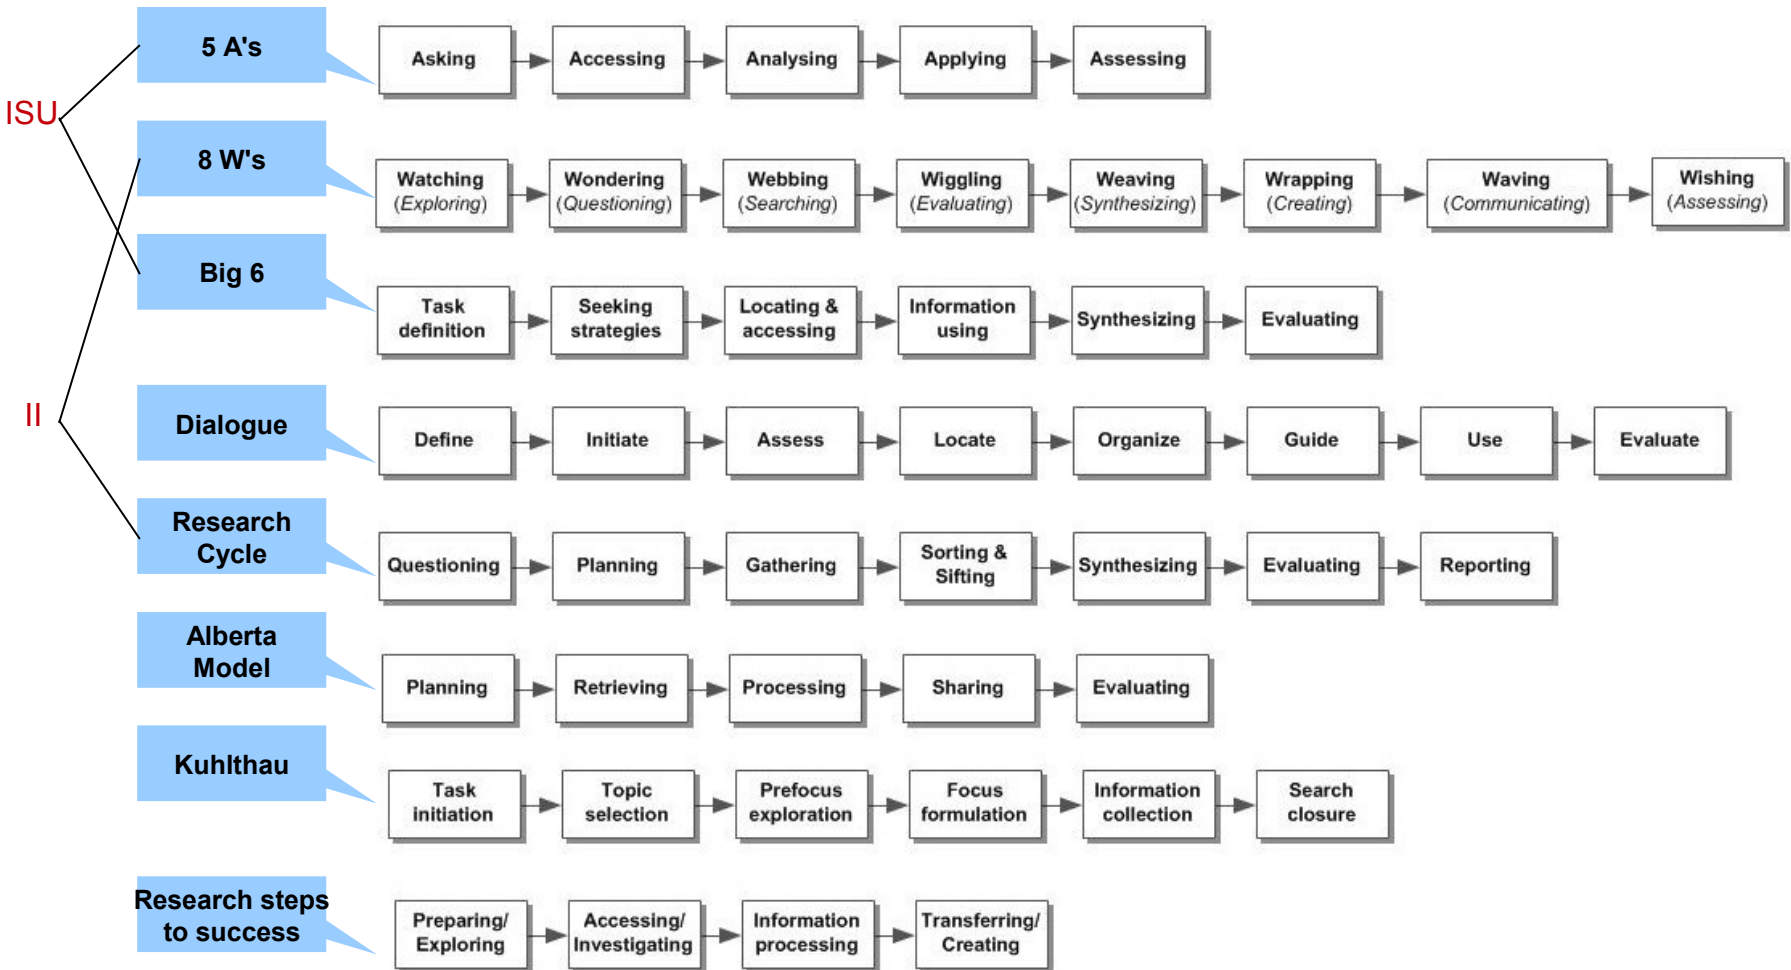 5 A's
Asking
Accessing
Analysing
Applying
Assessing
ISU
8 W's
Watching
(Exploring)
Wondering
(Questioning)
Webbing
(Searching)
Wiggling
(Evaluating)
Weaving
(Synthesizing)
Wrapping
(Creating)
Waving
(Communicating)
Wishing
(Assessing)
Big 6
Task
definition
Seeking
strategies
Locating &
accessing
Information
using
Synthesizing
Evaluating
II
Dialogue
Define
Initiate
Assess
Locate
Organize
Guide
Use
Evaluate
Research
Cycle
Questioning
Planning
Gathering
Sorting &
Sifting
Synthesizing
Evaluating
Reporting
Alberta
Model
Planning
Retrieving
Processing
Sharing
Evaluating
Kuhlthau
Task
initiation
Topic
selection
Prefocus
exploration
Focus
formulation
Information
collection
Search
closure
Research steps
to success
Preparing/
Exploring
Accessing/
Investigating
Information
processing
Transferring/
Creating